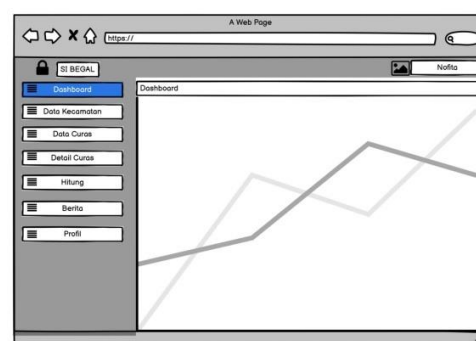 A Web Page
https://
SI BEGAL
Nofita
Dashboard
Dashboard
Data Kecamatan
Data Curas
Detail Curas
Hitung
Berita
Profil